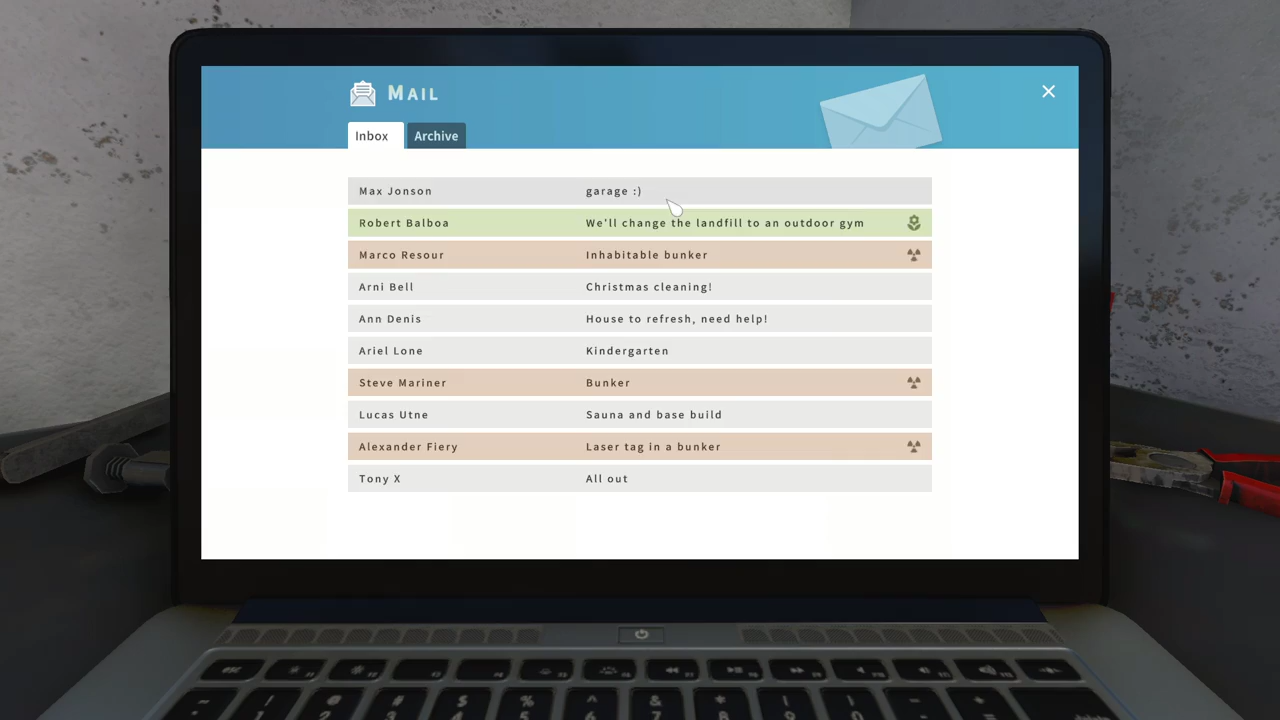 MAIL
Inbox Archive
Max Jonson garage :)
Robert Balboa We'll change the landfill to an outdoor gym
Marco Resour Inhabitable bunker
Arni Bell Christmas cleaning!
Ann Denis House to refresh, need help!
Ariel Lone Kindergarten
Steve Mariner Bunker
Lucas Utne Sauna and base build
Alexander Fiery Laser tag in a bunker
Tony X All out